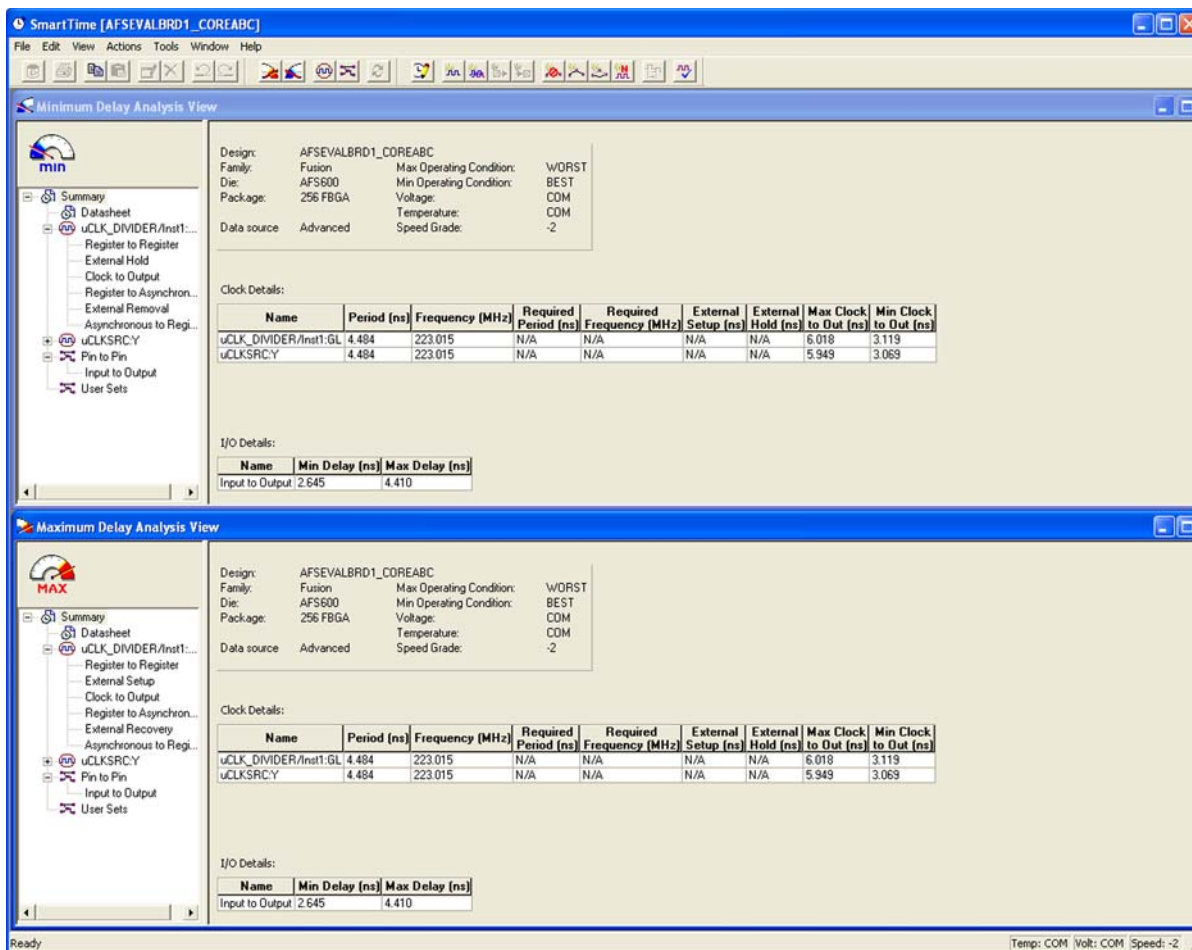 SmartTime [AFSEVALBRD1_COREABC]
File Edit View Actions Tools Window Help
Minimum Delay Analysis View
min
Summary
Datasheet
uCLK_DIVIDER/Inst1:...
Register to Register
External Hold
Clock to Output
Register to Asynchron...
External Removal
Asynchronous to Regi...
uCLKSRC:Y
Pin to Pin
Input to Output
User Sets
Design: AFSEVALBRD1_COREABC
Family: Fusion Max Operating Condition: WORST
Die: AFS600 Min Operating Condition: BEST
Package: 256 FBGA Voltage: COM
Temperature: COM
Data source Advanced Speed Grade: -2
Clock Details:
Name Period (ns) Frequency (MHz) Required Period (ns) Required Frequency (MHz) External Setup (ns) External Hold (ns) Max Clock to Out (ns) Min Clock to Out (ns)
uCLK_DIVIDER/Inst1:GL 4.484 223.015 N/A N/A N/A N/A 6.018 3.119
uCLKSRC:Y 4.484 223.015 N/A N/A N/A N/A 5.949 3.069
I/O Details:
Name Min Delay (ns) Max Delay (ns)
Input to Output 2.645 4.410
Maximum Delay Analysis View
MAX
Summary
Datasheet
uCLK_DIVIDER/Inst1:...
Register to Register
External Setup
Clock to Output
Register to Asynchron...
External Recovery
Asynchronous to Regi...
uCLKSRC:Y
Pin to Pin
Input to Output
User Sets
Design: AFSEVALBRD1_COREABC
Family: Fusion Max Operating Condition: WORST
Die: AFS600 Min Operating Condition: BEST
Package: 256 FBGA Voltage: COM
Temperature: COM
Data source Advanced Speed Grade: -2
Clock Details:
Name Period (ns) Frequency (MHz) Required Period (ns) Required Frequency (MHz) External Setup (ns) External Hold (ns) Max Clock to Out (ns) Min Clock to Out (ns)
uCLK_DIVIDER/Inst1:GL 4.484 223.015 N/A N/A N/A N/A 6.018 3.119
uCLKSRC:Y 4.484 223.015 N/A N/A N/A N/A 5.949 3.069
I/O Details:
Name Min Delay (ns) Max Delay (ns)
Input to Output 2.645 4.410
Ready Temp: COM Volt: COM Speed: -2